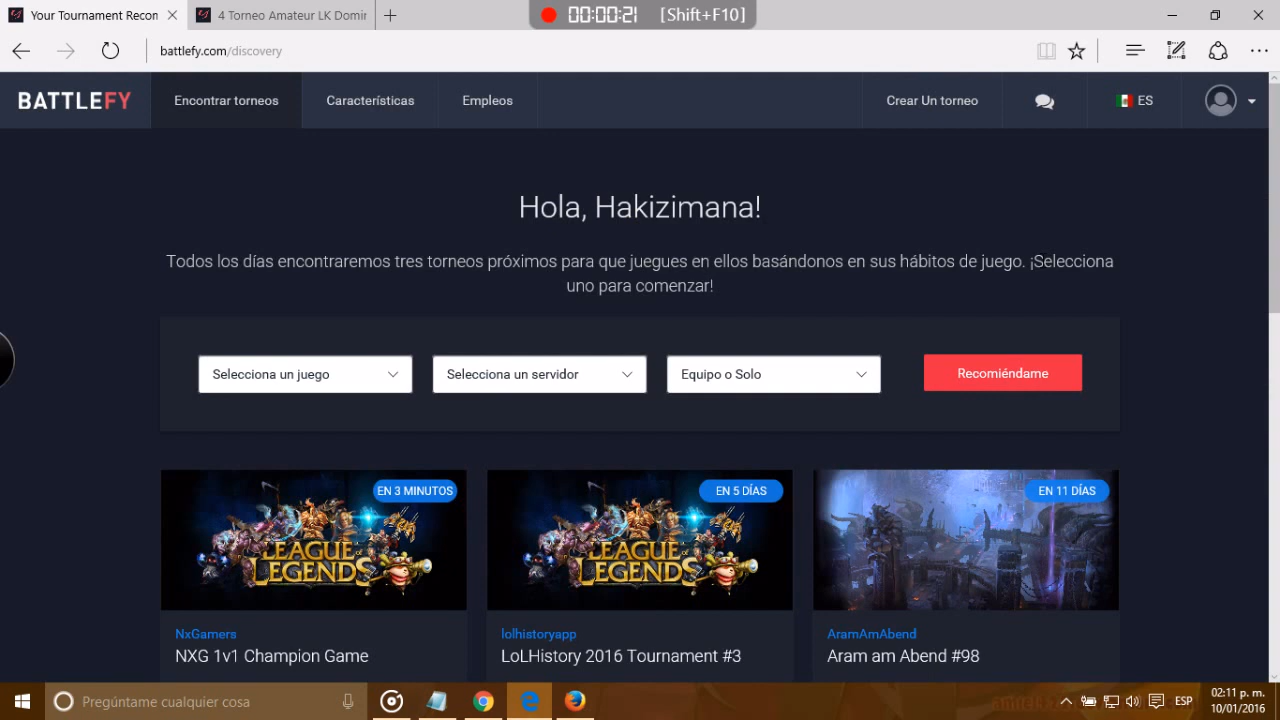 Your Tournament Recon
4 Torneo Amateur LK Domin
00:00:21 [Shift+F10]
battlefy.com/discovery
BATTLEFY
Encontrar torneos
Características
Empleos
Crear Un torneo
ES
Hola, Hakizimana!
Todos los días encontraremos tres torneos próximos para que juegues en ellos basándonos en sus hábitos de juego. ¡Selecciona
uno para comenzar!
Selecciona un juego
Selecciona un servidor
Equipo o Solo
Recomiéndame
EN 3 MINUTOS
LEAGUE OF
LEGENDS
NxGamers
NXG 1v1 Champion Game
EN 5 DÍAS
LEAGUE OF
LEGENDS
lolhistoryapp
LoLHistory 2016 Tournament #3
EN 11 DÍAS
AramAmAbend
Aram am Abend #98
Pregúntame cualquier cosa
ESP
02:11 p. m.
10/01/2016